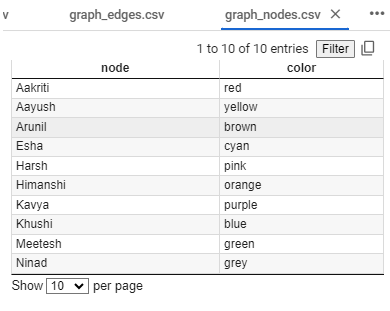 v graph_edges.csv graph_nodes.csv ✕ •••
1 to 10 of 10 entries Filter
node color
Aakriti red
Aayush yellow
Arunil brown
Esha cyan
Harsh pink
Himanshi orange
Kavya purple
Khushi blue
Meetesh green
Ninad grey
Show 10 per page